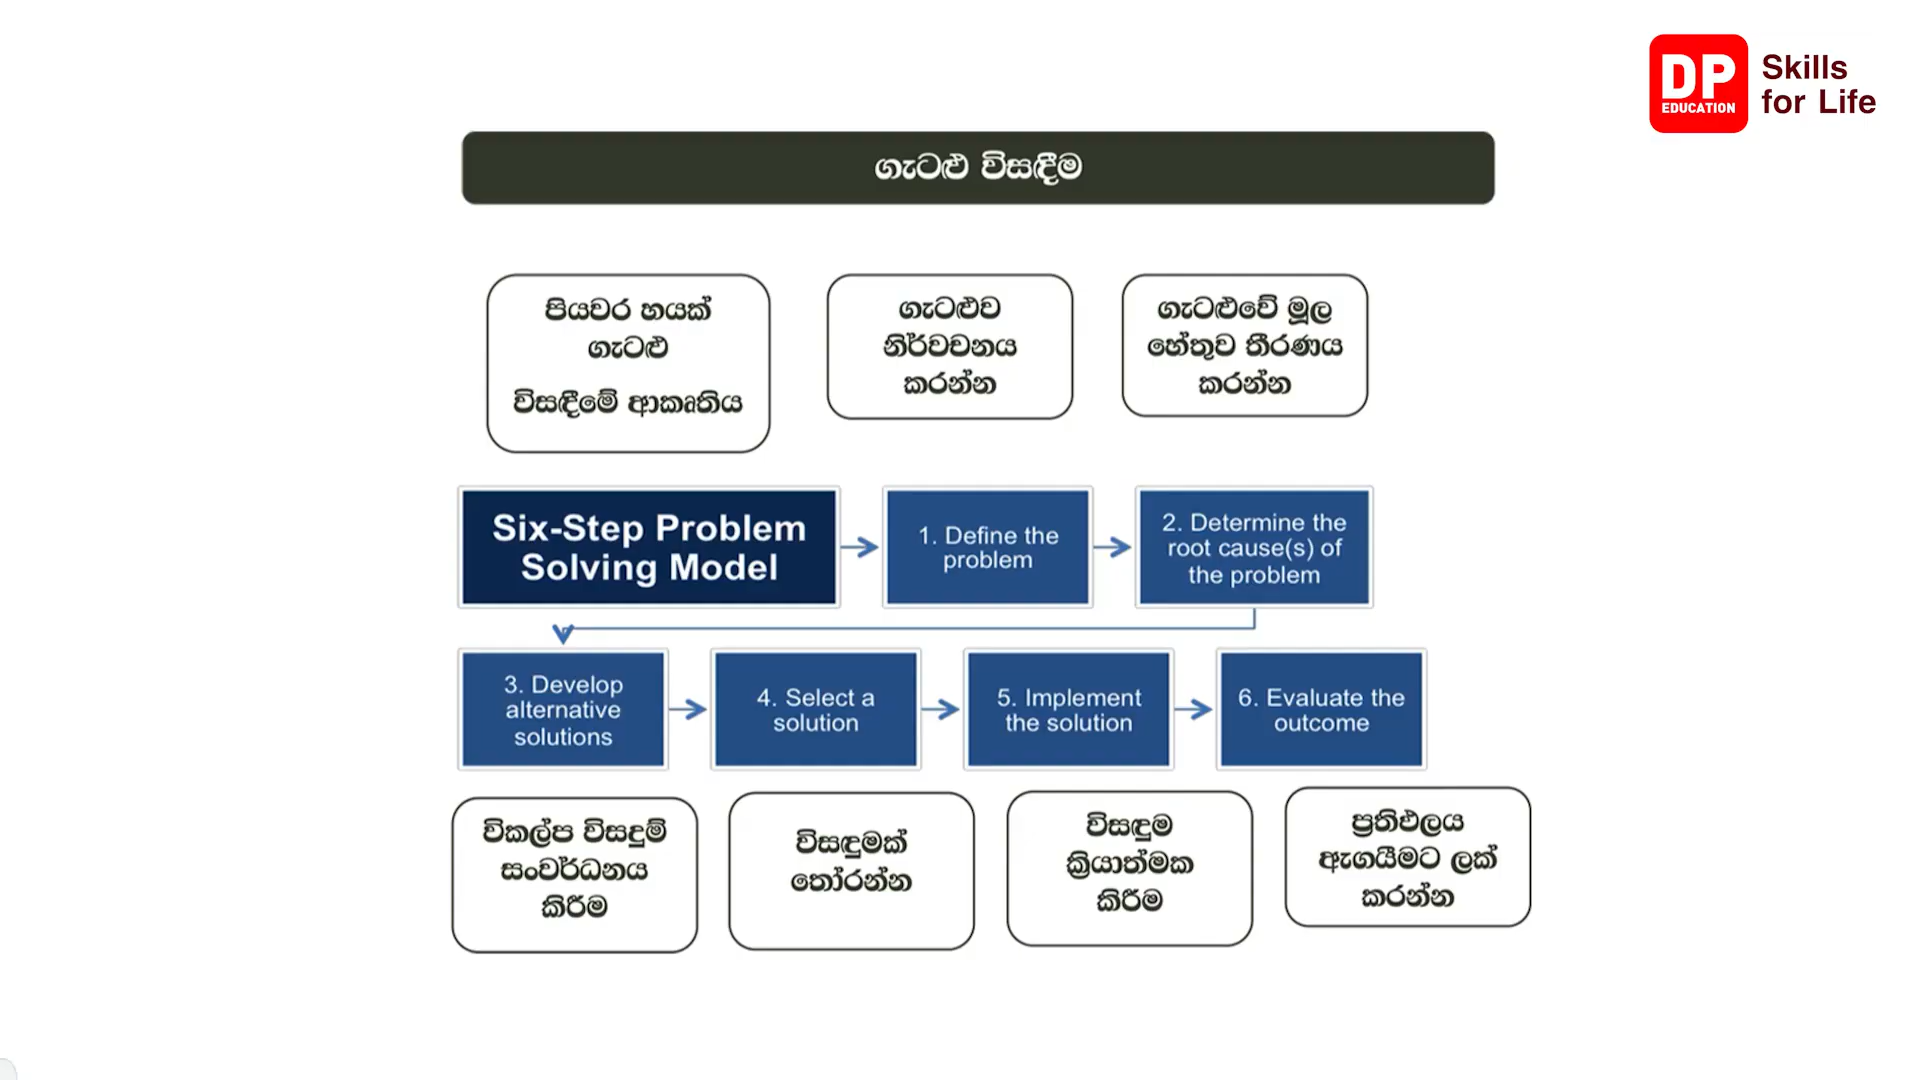 DP
EDUCATION
Skills
for Life
ගැටළු විසඳීම
පියවර හයක්
ගැටළු
විසඳීමේ ආකෘතිය
ගැටළුව
නිර්වචනය
කරන්න
ගැටළුවේ මූල
හේතුව තීරණය
කරන්න
Six-Step Problem
Solving Model
1. Define the
problem
2. Determine the
root cause(s) of
the problem
3. Develop
alternative
solutions
4. Select a
solution
5. Implement
the solution
6. Evaluate the
outcome
විකල්ප විසදුම්
සංවර්ධනය
කිරීම
විසඳුමක්
තෝරන්න
විසඳුම
ක්‍රියාත්මක
කිරීම
ප්‍රතිඵලය
ඇගයීමට ලක්
කරන්න